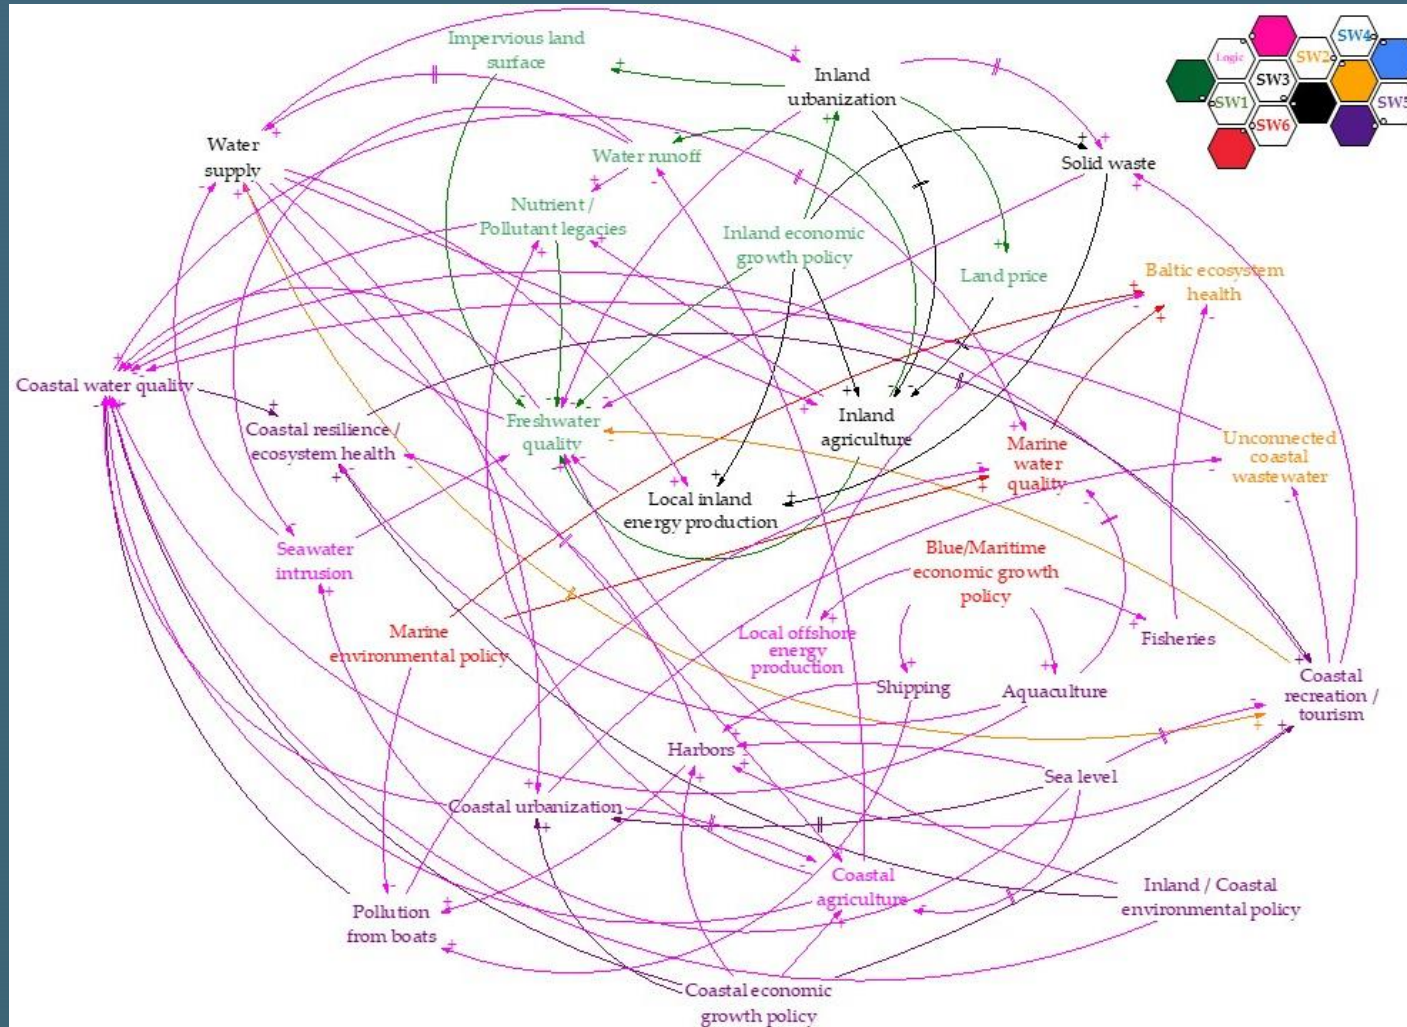 Impervious land
surface
Inland
urbanization
Logic
SW4
SW2
SW3
SW1
SW5
SW6
Water
supply
Water runoff
Solid waste
Nutrient /
Pollutant legacies
Inland economic
growth policy
Land price
Baltic ecosystem
health
Coastal water quality
Coastal resilience /
ecosystem health
Freshwater
quality
Inland
agriculture
Marine
water
quality
Unconnected
coastal
wastewater
Local inland
energy production
Seawater
intrusion
Blue/Maritime
economic growth
policy
Marine
environmental policy
Local offshore
energy
production
Fisheries
Shipping
Aquaculture
Coastal
recreation /
tourism
Harbors
Sea level
Coastal urbanization
Coastal
agriculture
Inland / Coastal
environmental policy
Pollution
from boats
Coastal economic
growth policy